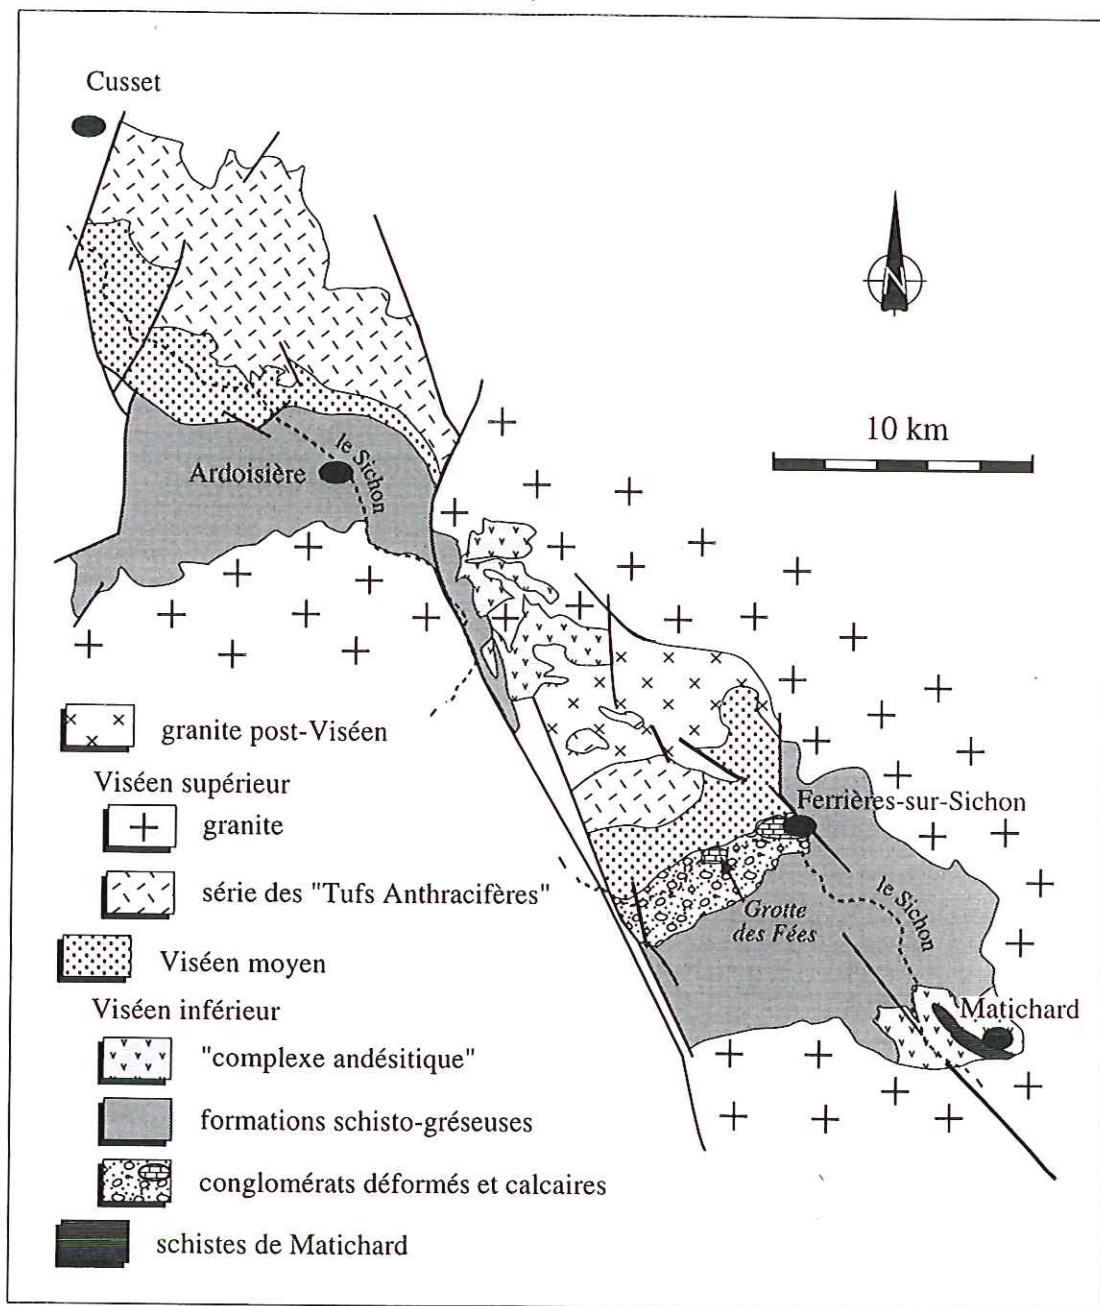 Cusset
N
10 km
Ardoisière
le Sichon
granite post-Viséen
Viséen supérieur
granite
série des "Tufs Anthracifères"
Viséen moyen
Viséen inférieur
"complexe andésitique"
formations schisto-gréseuses
conglomérats déformés et calcaires
schistes de Matichard
Ferrières-sur-Sichon
le Sichon
Grotte
des Fées
Matichard